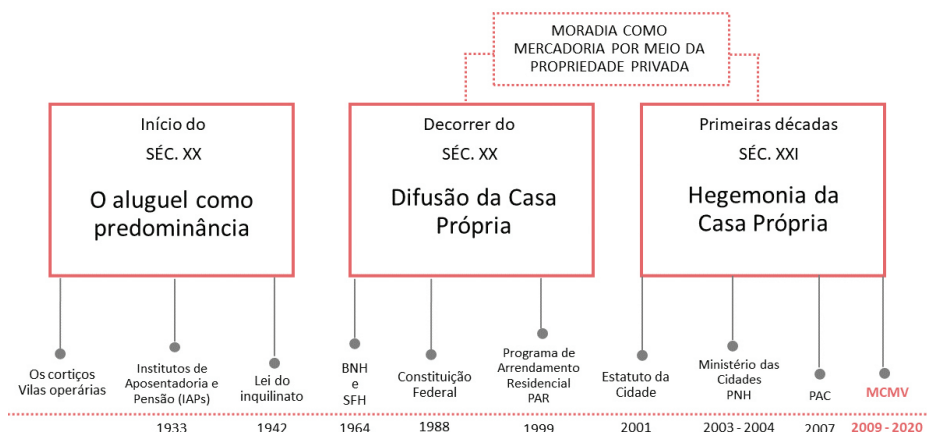 MORADIA COMO
MERCADORIA POR MEIO DA
PROPRIEDADE PRIVADA
Início do
SÉC. XX
O aluguel como
predominância
Decorrer do
SÉC. XX
Difusão da Casa
Própria
Primeiras décadas
SÉC. XXI
Hegemonia da
Casa Própria
Os cortiços
Vilas operárias
Institutos de
Aposentadoria e
Pensão (IAPs)
Lei do
inquilinato
BNH
e
SFH
Constituição
Federal
Programa de
Arrendamento
Residencial
PAR
Estatuto da
Cidade
Ministério das
Cidades
PNH
PAC
MCMV
1933
1942
1964
1988
1999
2001
2003 - 2004
2007
2009 - 2020